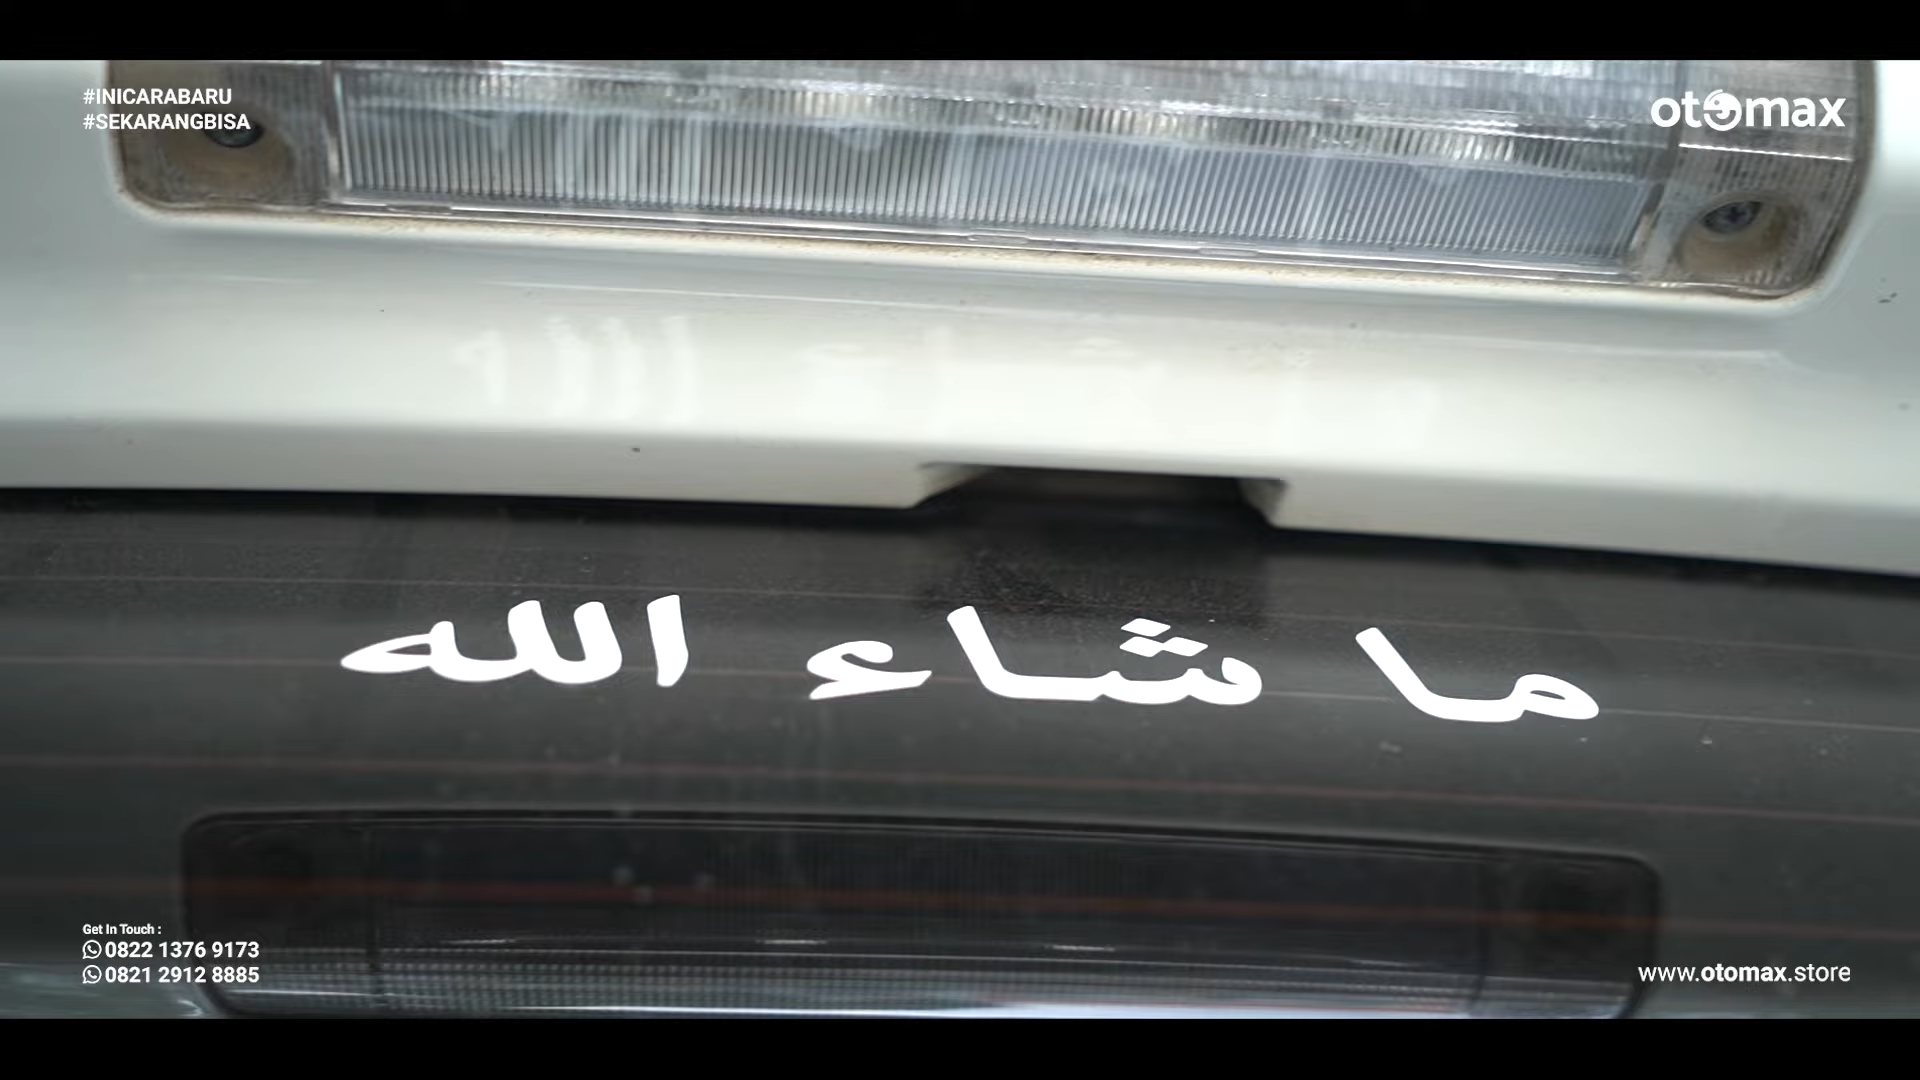 #INICARABARU
#SEKARANGBISA
otomax
ما شاء الله
Get In Touch :
0822 1376 9173
0821 2912 8885
www.otomax.store